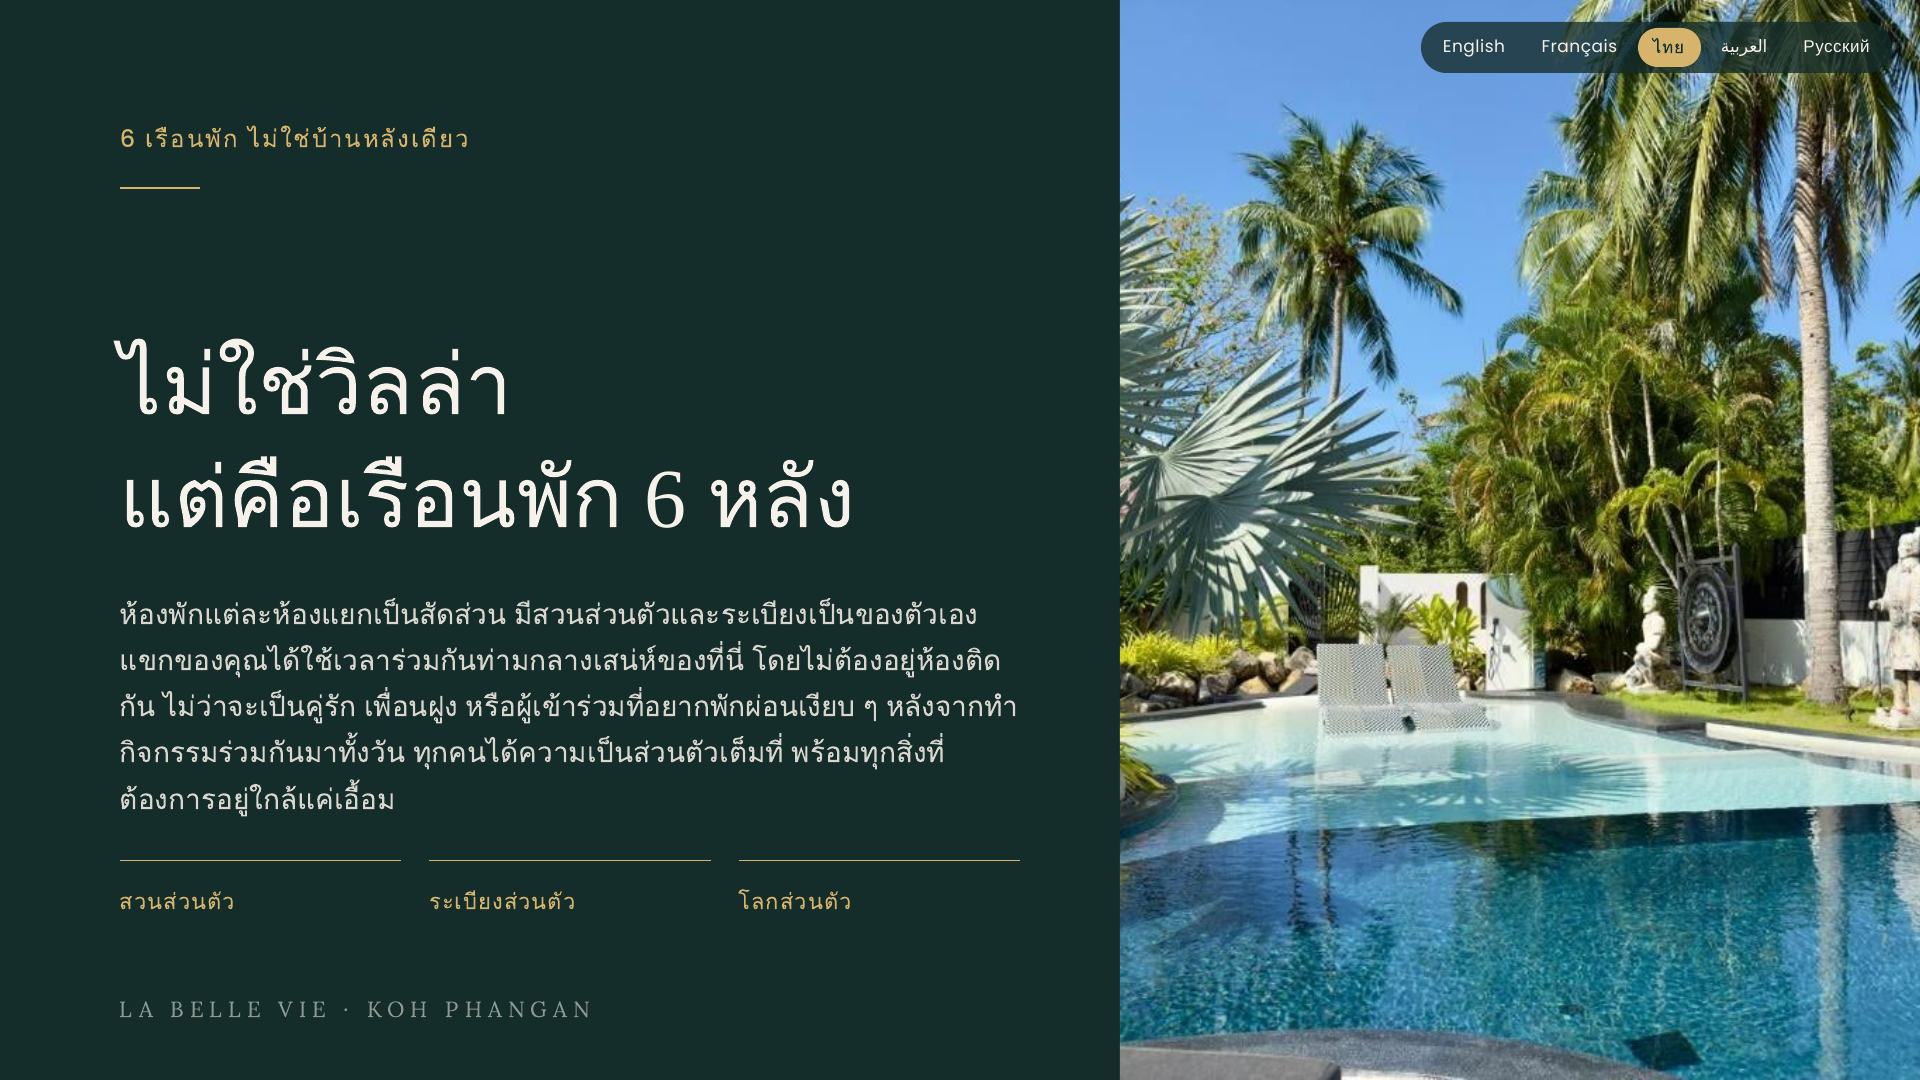 English Français ไทย العربية Русский
6 เรือนพัก ไม่ใช่บ้านหลังเดียว
ไม่ใช่วิลล่า
แต่คือเรือนพัก 6 หลัง
ห้องพักแต่ละห้องแยกเป็นสัดส่วน มีสวนส่วนตัวและระเบียงเป็นของตัวเอง
แขกของคุณได้ใช้เวลาร่วมกันท่ามกลางเสน่ห์ของที่นี่ โดยไม่ต้องอยู่ห้องติด
กัน ไม่ว่าจะเป็นคู่รัก เพื่อนฝูง หรือผู้เข้าร่วมที่อยากพักผ่อนเงียบ ๆ หลังจากทำ
กิจกรรมร่วมกันมาทั้งวัน ทุกคนได้ความเป็นส่วนตัวเต็มที่ พร้อมทุกสิ่งที่
ต้องการอยู่ใกล้แค่เอื้อม
สวนส่วนตัว
ระเบียงส่วนตัว
โลกส่วนตัว
LA BELLE VIE · KOH PHANGAN